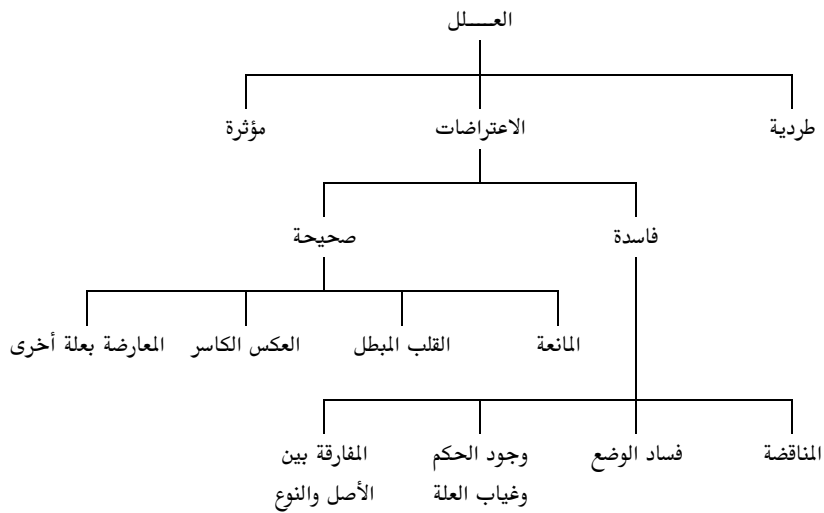 العـــلل
طردية
الاعتراضات
مؤثرة
فاسدة
صحيحة
المانعة
القلب المبطل
العكس الكاسر
المعارضة بعلة أخرى
المناقضة
فساد الوضع
وجود الحكم
وغياب العلة
المفارقة بين
الأصل والنوع